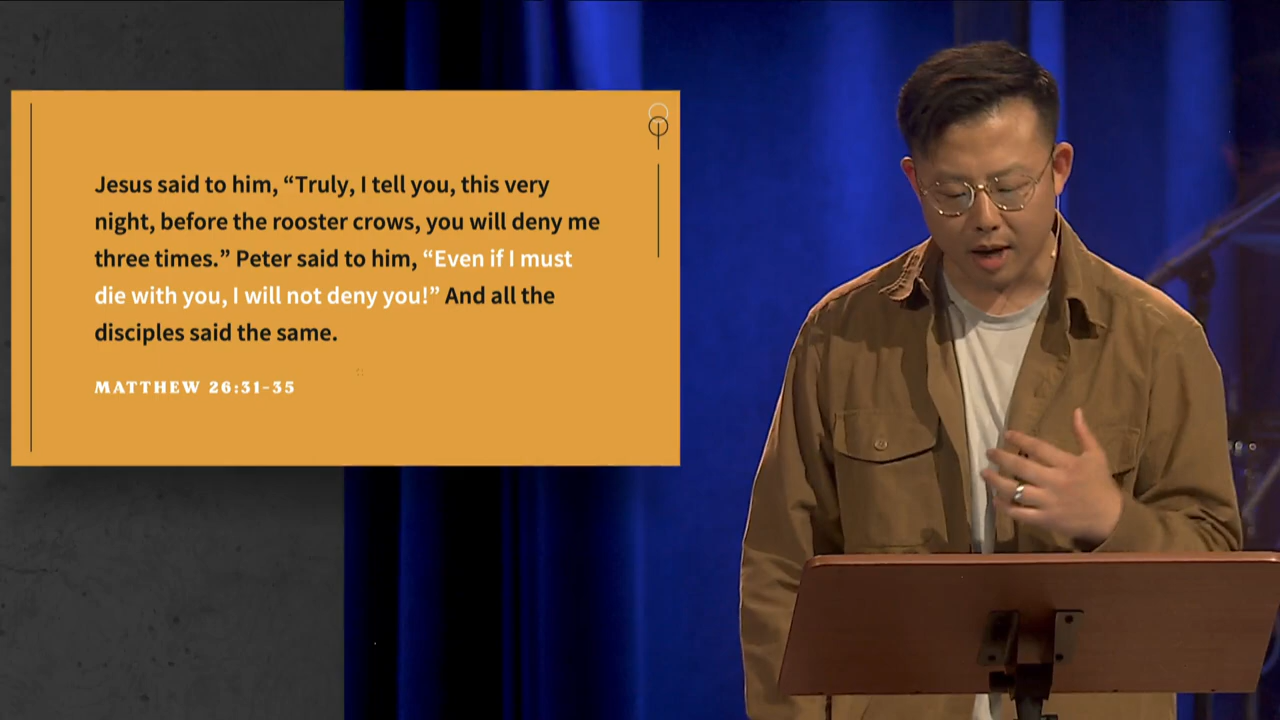 Jesus said to him, “Truly, I tell you, this very
night, before the rooster crows, you will deny me
three times.” Peter said to him, “Even if I must
die with you, I will not deny you!” And all the
disciples said the same.
MATTHEW 26:31-35